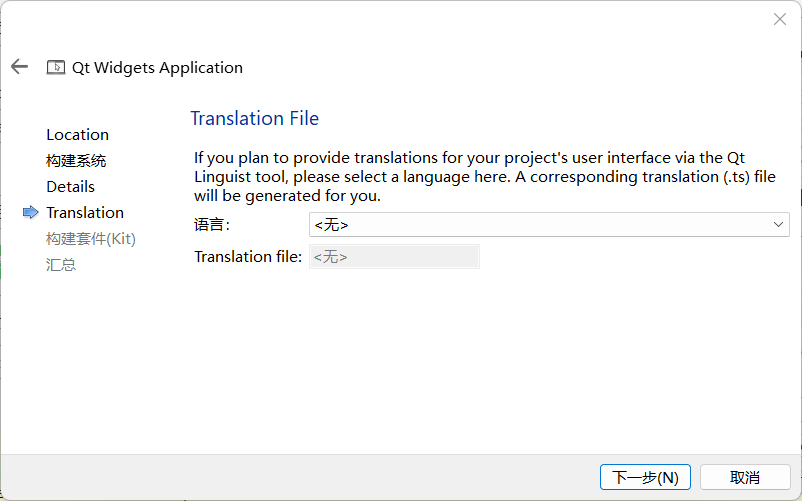 Qt Widgets Application
Location
构建系统
Details
Translation
构建套件(Kit)
汇总
Translation File
If you plan to provide translations for your project's user interface via the Qt
Linguist tool, please select a language here. A corresponding translation (.ts) file
will be generated for you.
语言:
<无>
Translation file:
<无>
下一步(N)
取消